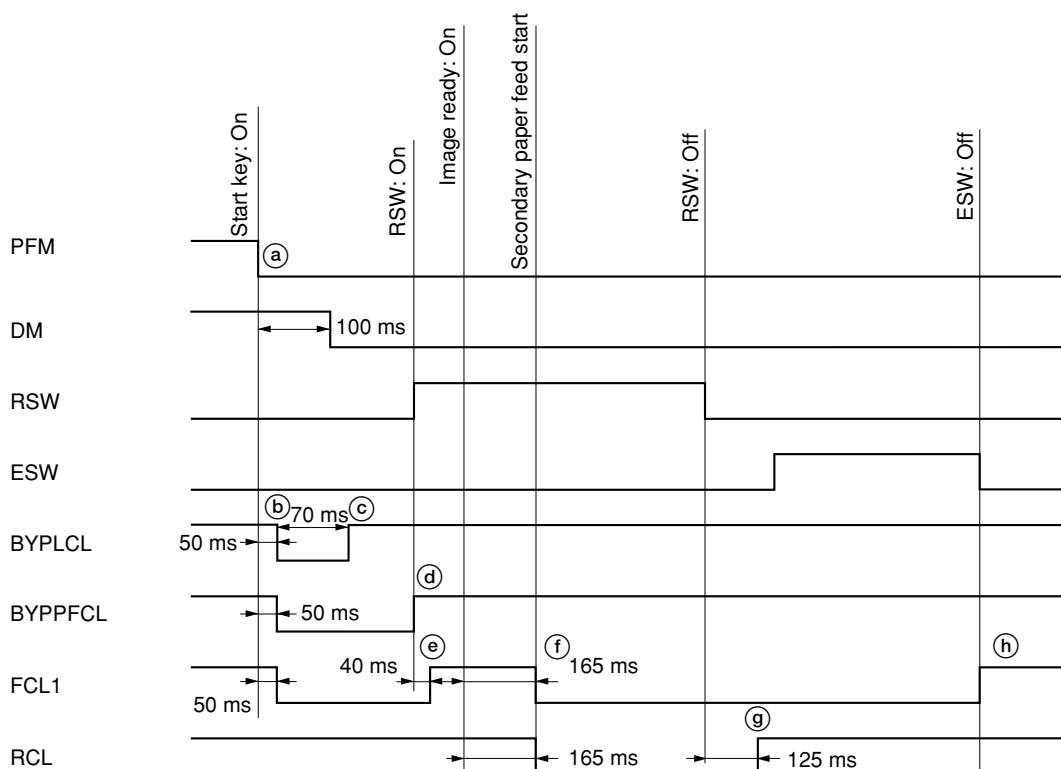 Start key: On
RSW: On
Image ready: On
Secondary paper feed start
RSW: Off
ESW: Off
PFM
a
DM
100 ms
RSW
ESW
b
70 ms
c
BYPLCL
50 ms
d
BYPPFCL
50 ms
e
f
h
40 ms
165 ms
FCL1
50 ms
g
RCL
165 ms
125 ms